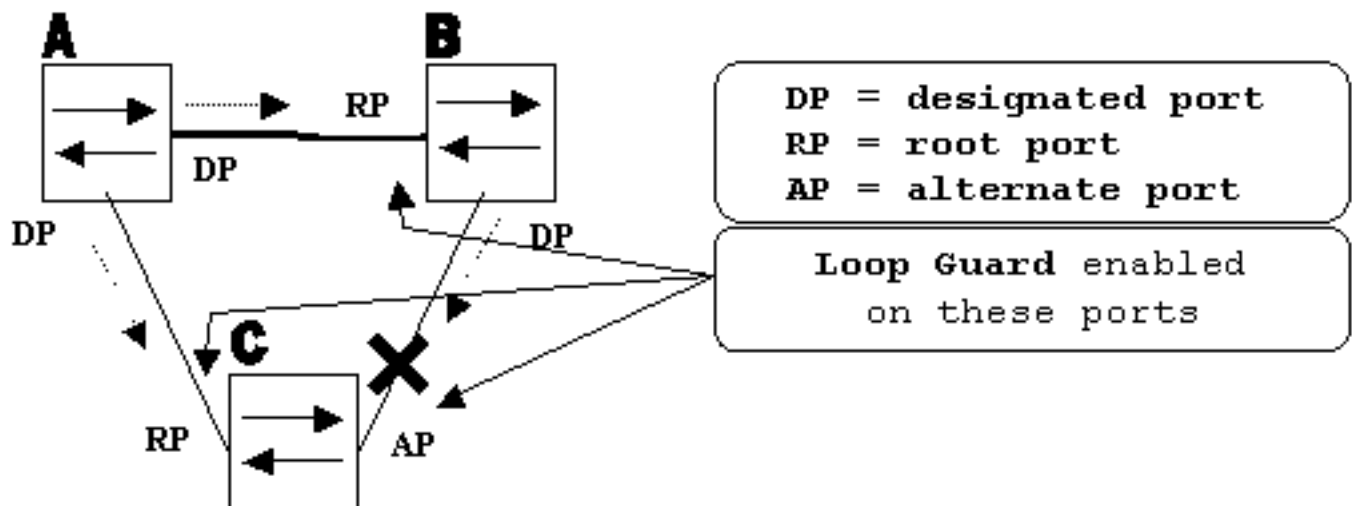 A
B
RP
DP
DP
DP
C
RP
AP
DP = designated port
RP = root port
AP = alternate port
Loop Guard enabled
on these ports